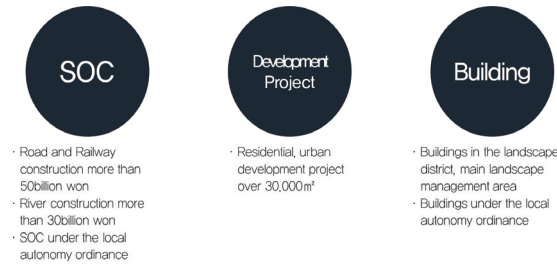 SOC
· Road and Railway
construction more than
50billion won
· River construction more
than 30billion won
· SOC under the local
autonomy ordinance
Development
Project
· Residential, urban
development project
over 30,000㎡
Building
· Buildings in the landscape
district, main landscape
management area
· Buildings under the local
autonomy ordinance